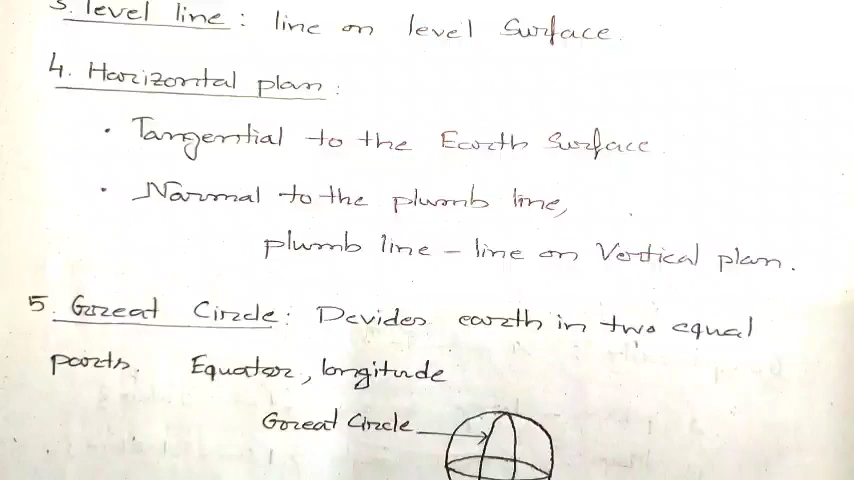 3. level line: line on level Surface.
4. Horizontal plan:
· Tangential to the Earth Surface.
· Normal to the plumb line,
plumb line - line on Vertical plan.
5. Great Circle: Devides earth in two equal
parts. Equator, longitude
Great Circle